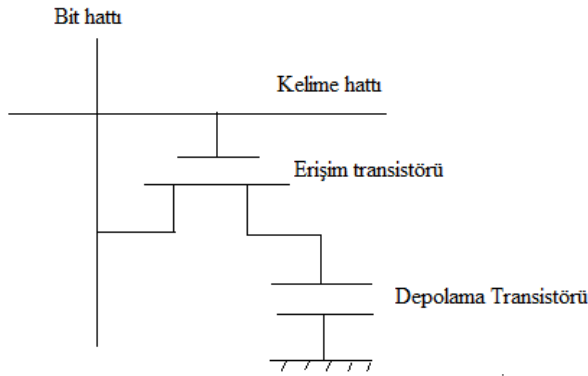 Bit hattı
Kelime hattı
Erişim transistörü
Depolama Transistörü